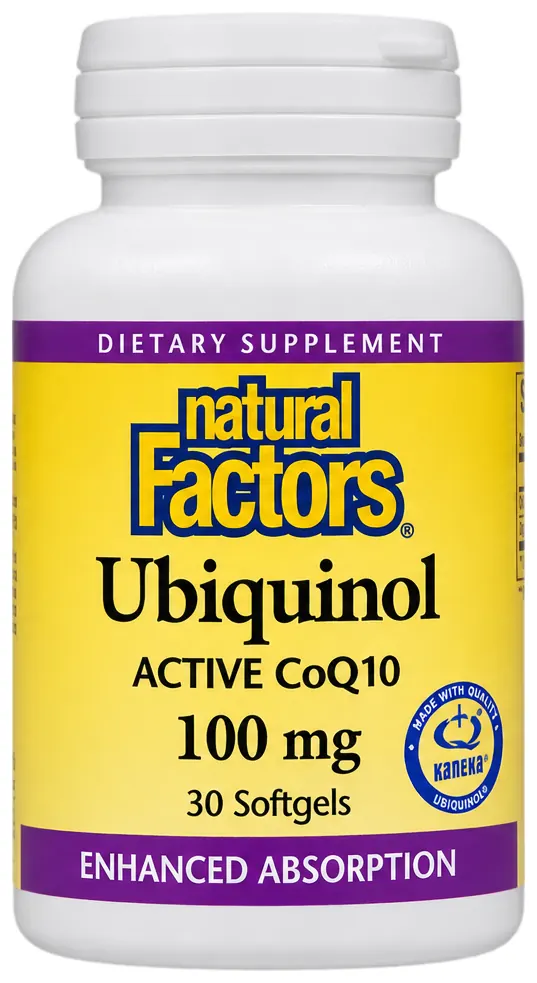 DIETARY SUPPLEMENT
natural
Factors®
Ubiquinol
ACTIVE CoQ10
100 mg
30 Softgels
MADE WITH QUALITY
KANEKA®
UBIQUINOL®
ENHANCED ABSORPTION